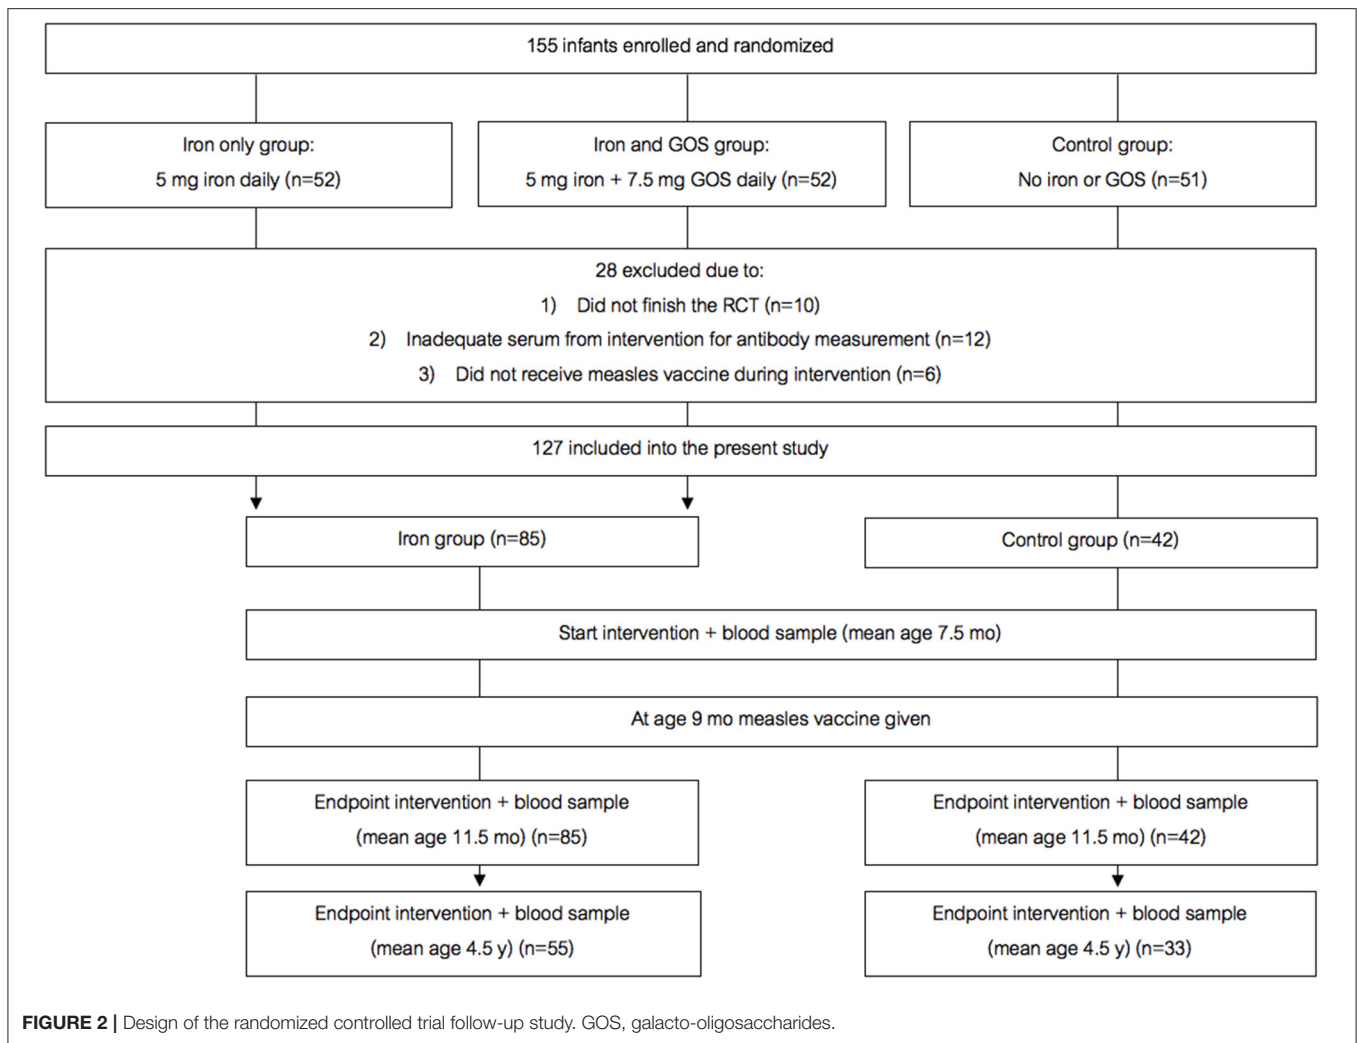 155 infants enrolled and randomized
Iron only group:
5 mg iron daily (n=52)
Iron and GOS group:
5 mg iron + 7.5 mg GOS daily (n=52)
Control group:
No iron or GOS (n=51)
28 excluded due to:
1) Did not finish the RCT (n=10)
2) Inadequate serum from intervention for antibody measurement (n=12)
3) Did not receive measles vaccine during intervention (n=6)
127 included into the present study
Iron group (n=85)
Control group (n=42)
Start intervention + blood sample (mean age 7.5 mo)
At age 9 mo measles vaccine given
Endpoint intervention + blood sample
(mean age 11.5 mo) (n=85)
Endpoint intervention + blood sample
(mean age 11.5 mo) (n=42)
Endpoint intervention + blood sample
(mean age 4.5 y) (n=55)
Endpoint intervention + blood sample
(mean age 4.5 y) (n=33)
FIGURE 2 | Design of the randomized controlled trial follow-up study. GOS, galacto-oligosaccharides.